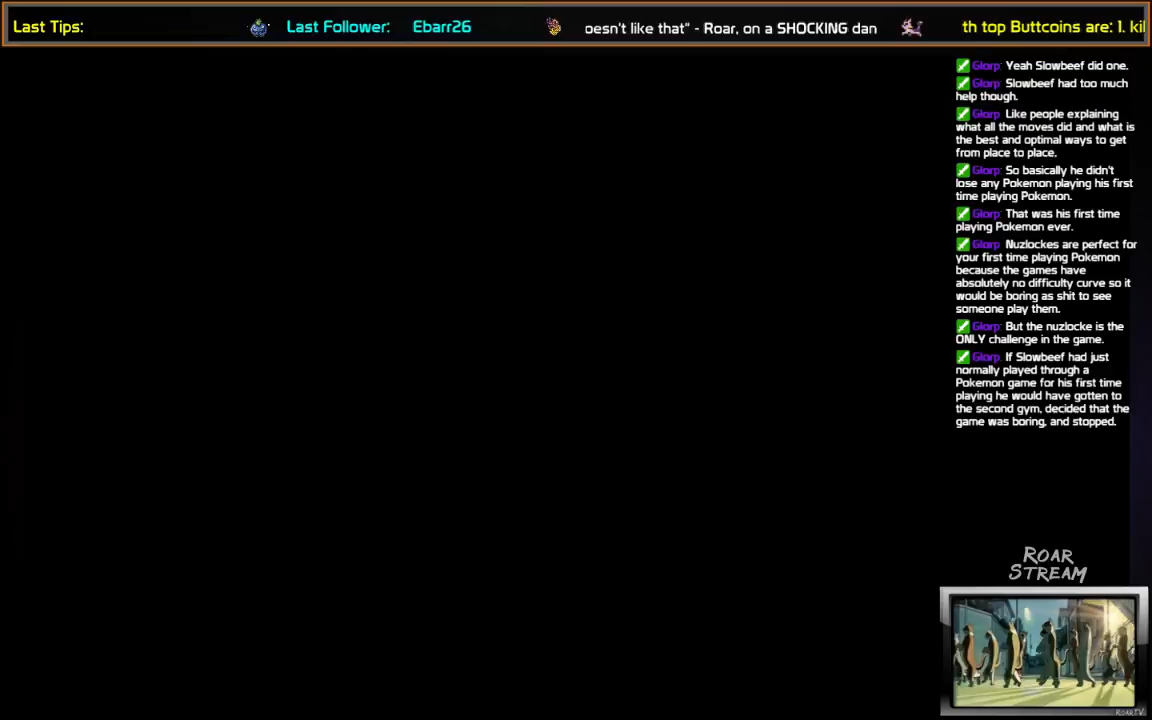 Last Tips:
Last Follower: Ebarr26
oesn't like that" - Roar, on a SHOCKING dan
th top Buttcoins are: 1. kil
Glorp: Yeah Slowbeef did one.
Glorp: Slowbeef had too much
help though.
Glorp: Like people explaining
what all the moves did and what is
the best and optimal ways to get
from place to place.
Glorp: So basically he didn't
lose any Pokemon playing his first
time playing Pokemon.
Glorp: That was his first time
playing Pokemon ever.
Glorp: Nuzlockes are perfect for
your first time playing Pokemon
because the games have
absolutely no difficulty curve so it
would be boring as shit to see
someone play them.
Glorp: But the nuzlocke is the
ONLY challenge in the game.
Glorp: If Slowbeef had just
normally played through a
Pokemon game for his first time
playing he would have gotten to
the second gym, decided that the
game was boring, and stopped.
ROAR
STREAM
ROARTV